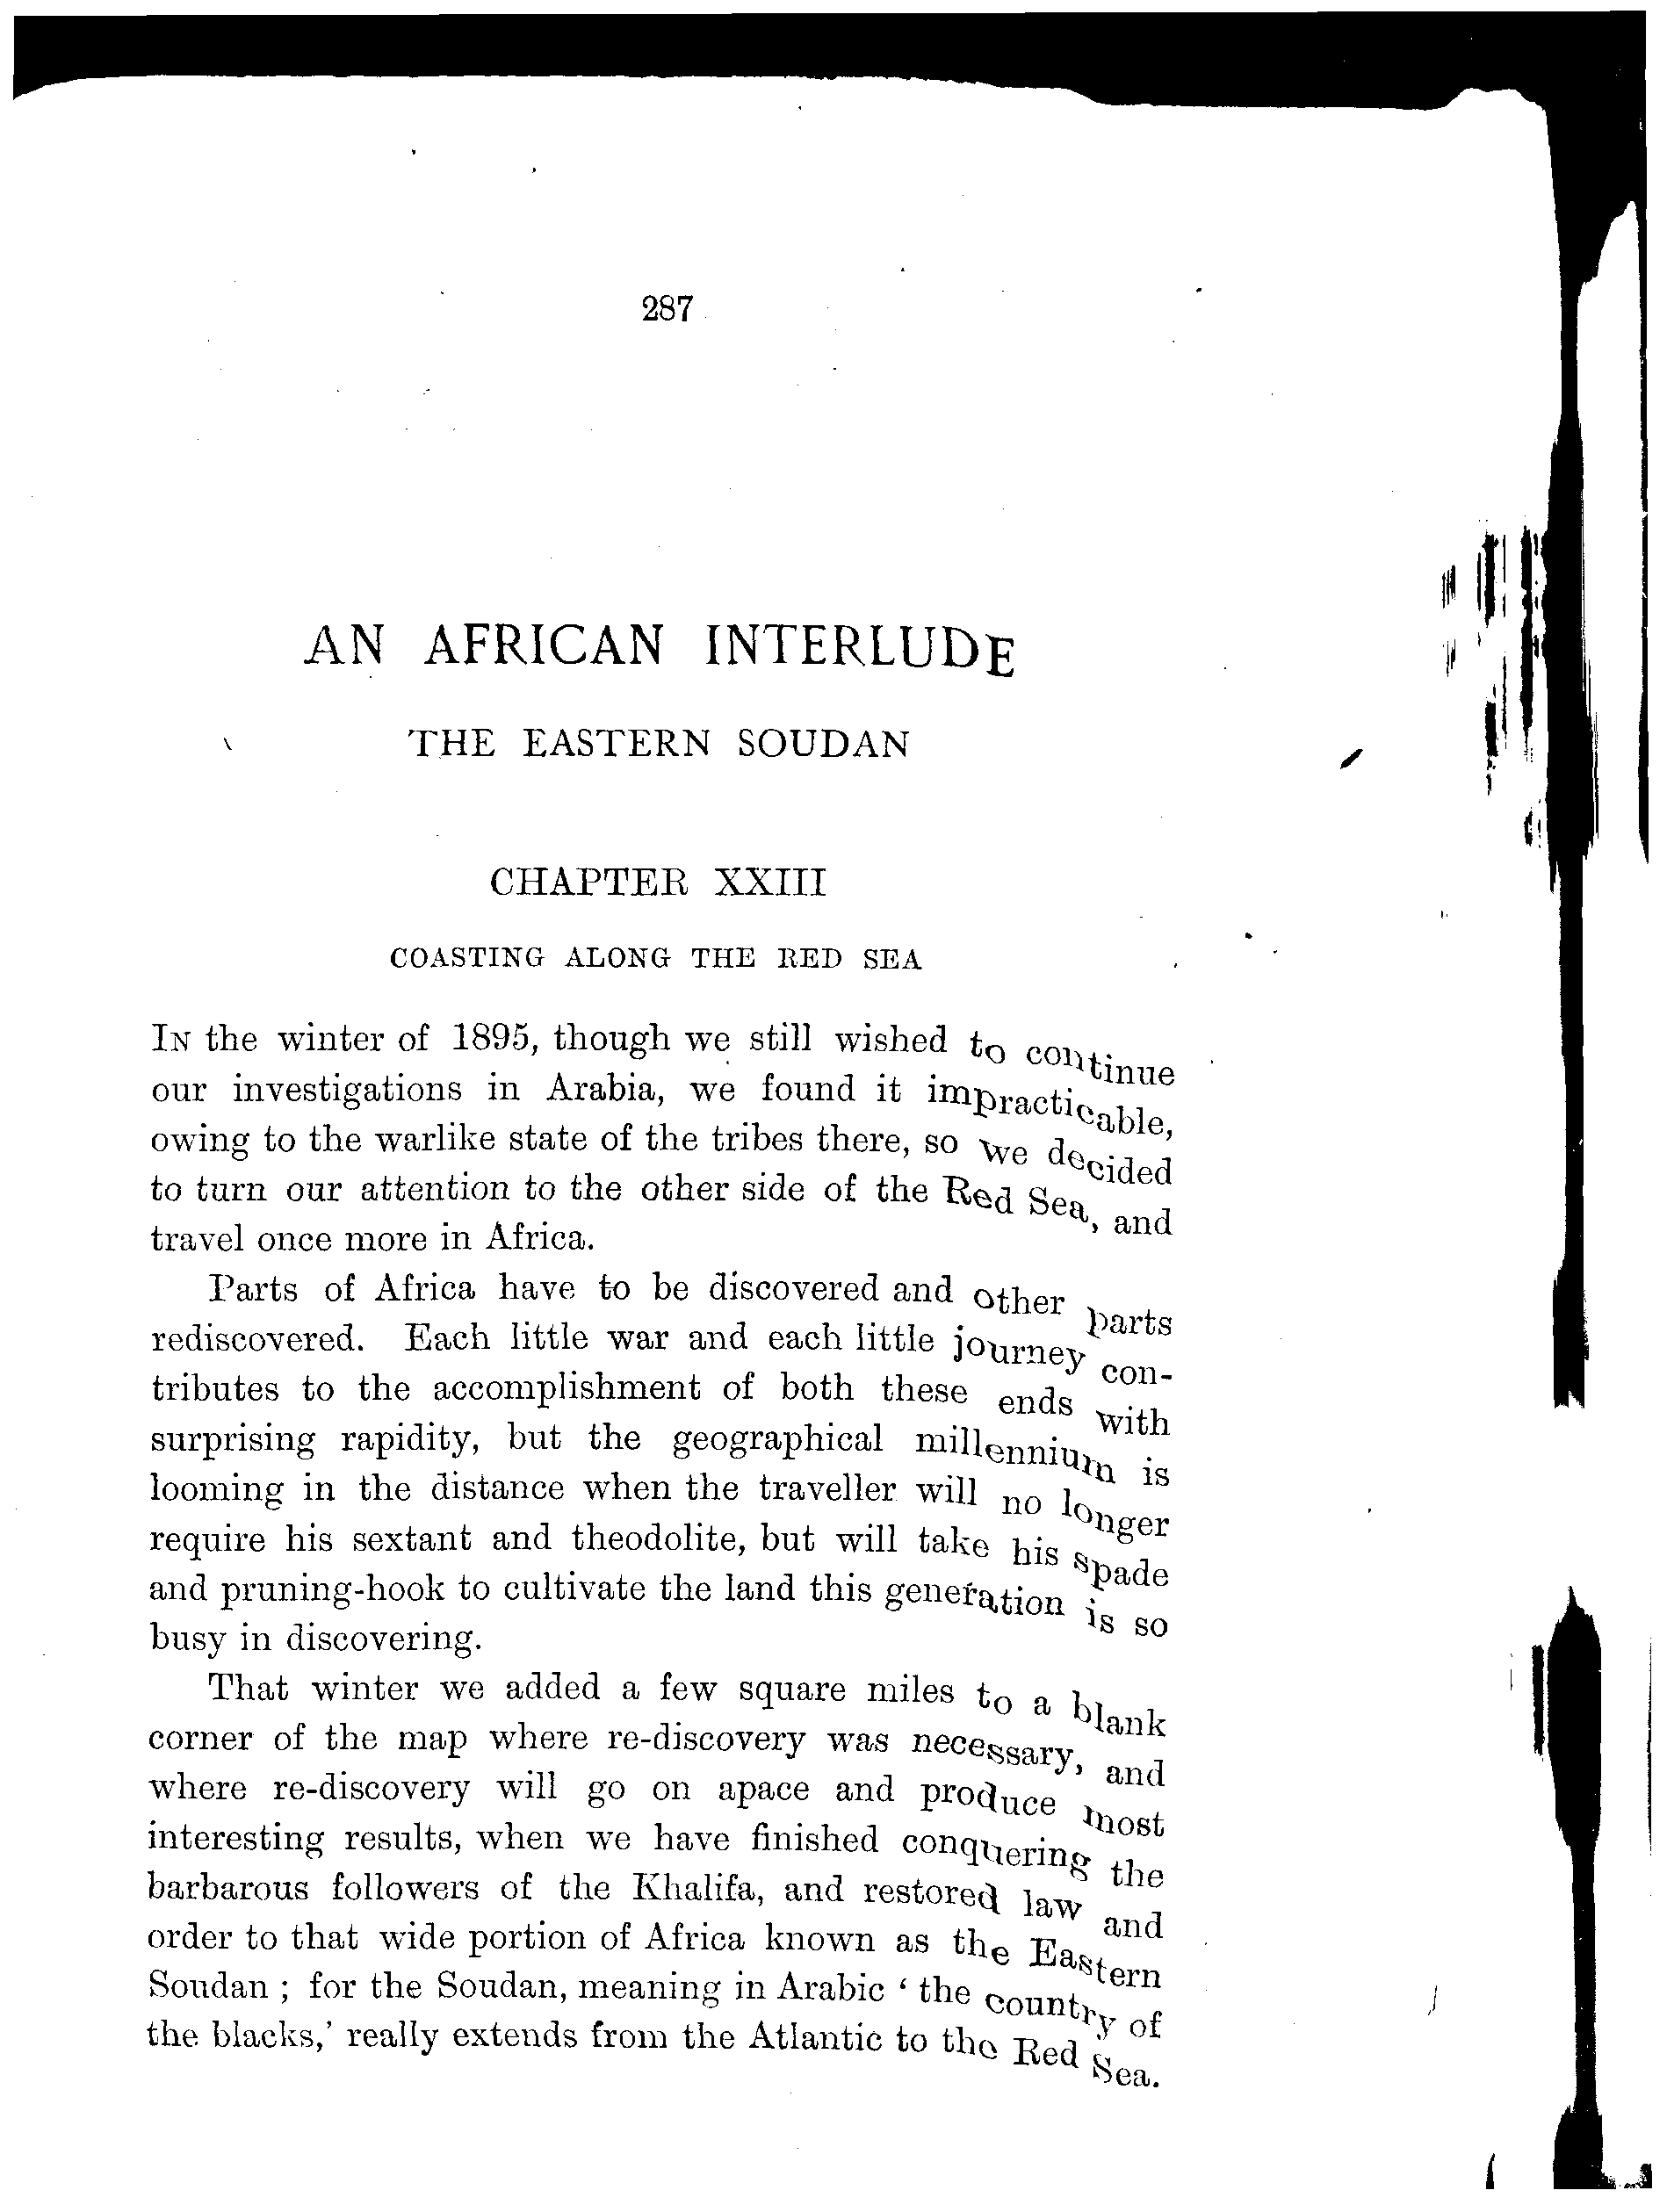 287
AN AFRICAN INTERLUDE
THE EASTERN SOUDAN
CHAPTER XXIII
COASTING ALONG THE RED SEA
IN the winter of 1895, though we still wished to continue
our investigations in Arabia, we found it impracticable,
owing to the warlike state of the tribes there, so we decided
to turn our attention to the other side of the Red Sea, and
travel once more in Africa.
Parts of Africa have to be discovered and other parts
rediscovered. Each little war and each little journey con-
tributes to the accomplishment of both these ends with
surprising rapidity, but the geographical millennium is
looming in the distance when the traveller will no longer
require his sextant and theodolite, but will take his spade
and pruning-hook to cultivate the land this generation is so
busy in discovering.
That winter we added a few square miles to a blank
corner of the map where re-discovery was necessary, and
where re-discovery will go on apace and produce most
interesting results, when we have finished conquering the
barbarous followers of the Khalifa, and restored law and
order to that wide portion of Africa known as the Eastern
Soudan ; for the Soudan, meaning in Arabic ‘ the country of
the blacks,’ really extends from the Atlantic to the Red Sea.